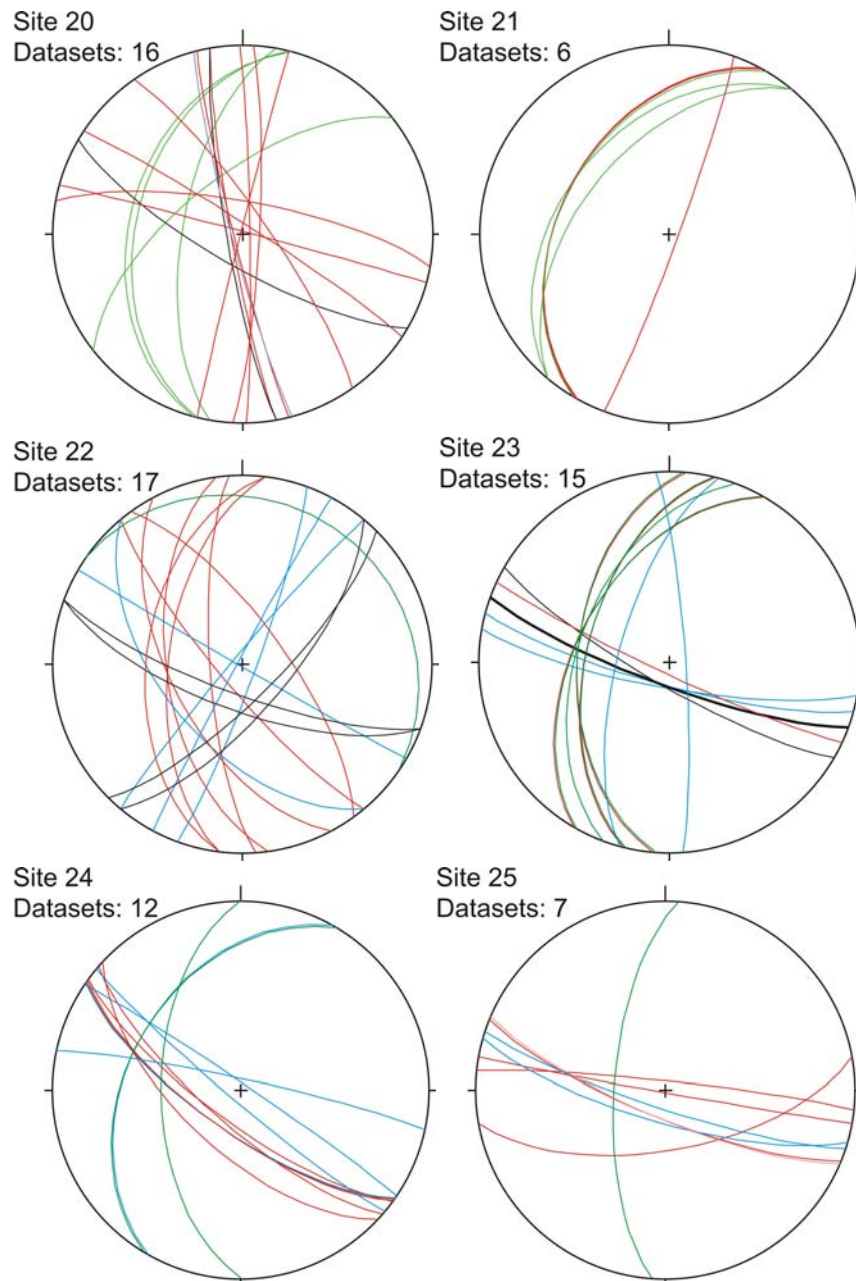 Site 20
Datasets: 16
Site 21
Datasets: 6
Site 22
Datasets: 17
Site 23
Datasets: 15
Site 24
Datasets: 12
Site 25
Datasets: 7